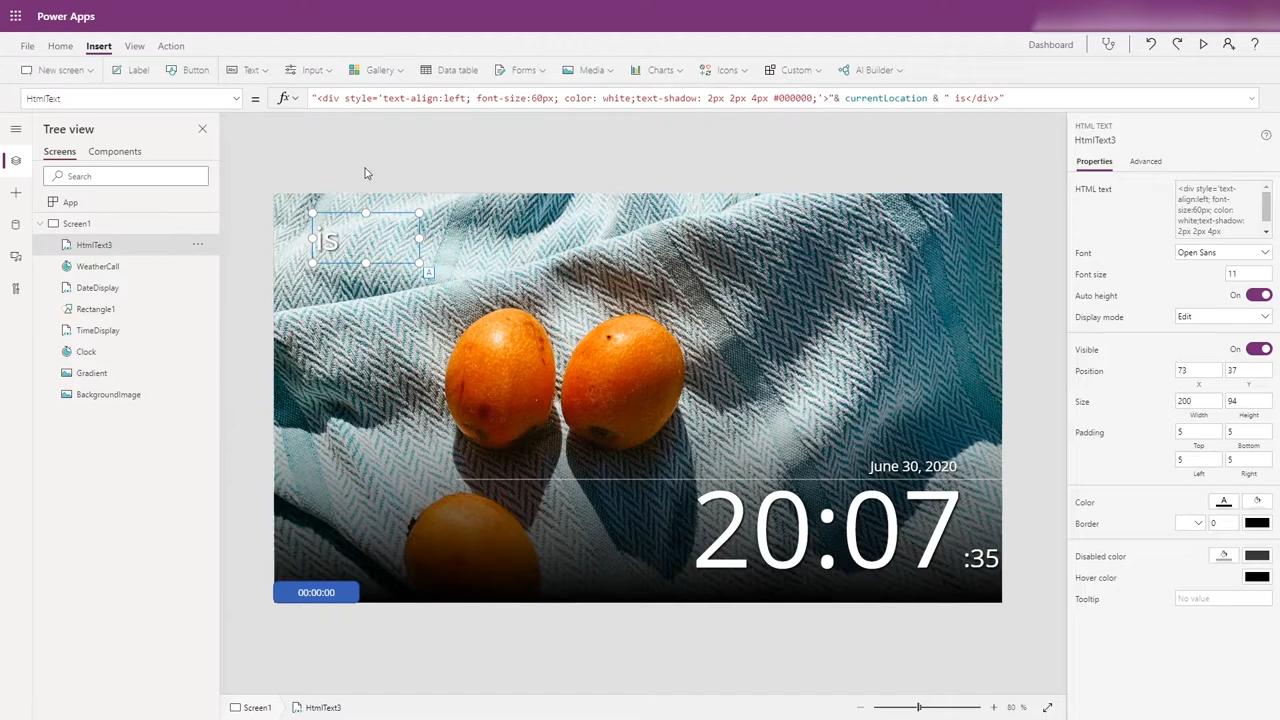 Power Apps
File Home Insert View Action Dashboard
New screen Label Button Text Input Gallery Data table Forms Media Charts Icons Custom AI Builder
HtmlText = fx "<div style='text-align:left; font-size:60px; color: white;text-shadow: 2px 2px 4px #000000;'>"& currentLocation & " is</div>"
Tree view
Screens Components
Search
App
Screen1
HtmlText3
WeatherCall
DateDisplay
Rectangle1
TimeDisplay
Clock
Gradient
BackgroundImage
is
A
June 30, 2020
20:07 :35
00:00:00
HTML TEXT
HtmlText3
Properties Advanced
HTML text <div style='text-
align:left; font-
size:60px; color:
white;text-shadow:
2px 2px 4px
Font Open Sans
Font size 11
Auto height On
Display mode Edit
Visible On
Position 73 37
X Y
Size 200 94
Width Height
Padding 5 5
Top Bottom
5 5
Left Right
Color A
Border 0
Disabled color
Hover color
Tooltip No value
Screen1 HtmlText3 80 %